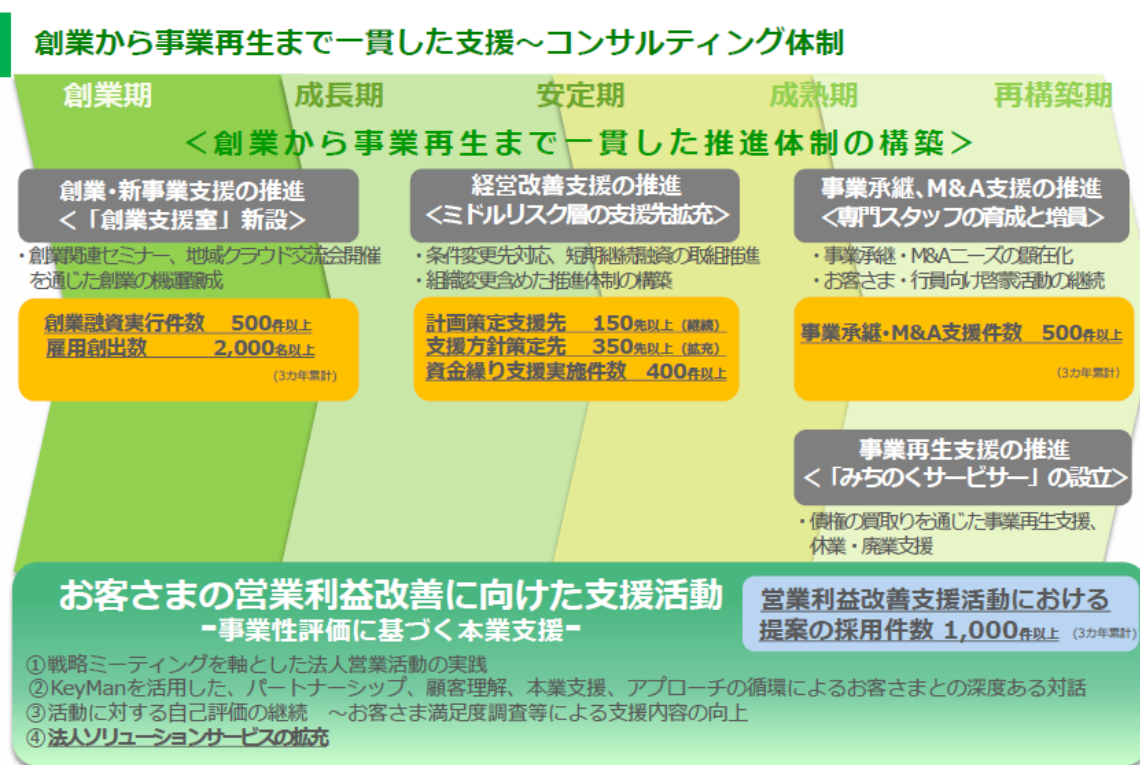 創業から事業再生まで一貫した支援～コンサルティング体制
創業期
成長期
安定期
成熟期
再構築期
＜創業から事業再生まで一貫した推進体制の構築＞
創業・新事業支援の推進
＜「創業支援室」新設＞
・創業関連セミナー、地域クラウド交流会開催
を通じた創業の機運醸成
創業融資実行件数 500件以上
雇用創出数 2,000名以上
(3カ年累計)
経営改善支援の推進
＜ミドルリスク層の支援先拡充＞
・条件変更先対応、短期継続融資の取組推進
・組織変更含めた推進体制の構築
計画策定支援先 150先以上（継続）
支援方針策定先 350先以上（拡充）
資金繰り支援実施件数 400件以上
事業承継、M&A支援の推進
＜専門スタッフの育成と増員＞
・事業承継・M&Aニーズの顕在化
・お客さま・行員向け啓蒙活動の継続
事業承継・M&A支援件数 500件以上
(3カ年累計)
事業再生支援の推進
＜「みちのくサービサー」の設立＞
・債権の買取りを通じた事業再生支援、
休業・廃業支援
お客さまの営業利益改善に向けた支援活動
-事業性評価に基づく本業支援-
営業利益改善支援活動における
提案の採用件数 1,000件以上 (3カ年累計)
①戦略ミーティングを軸とした法人営業活動の実践
②KeyManを活用した、パートナーシップ、顧客理解、本業支援、アプローチの循環によるお客さまとの深度ある対話
③活動に対する自己評価の継続 ～お客さま満足度調査等による支援内容の向上
④法人ソリューションサービスの拡充